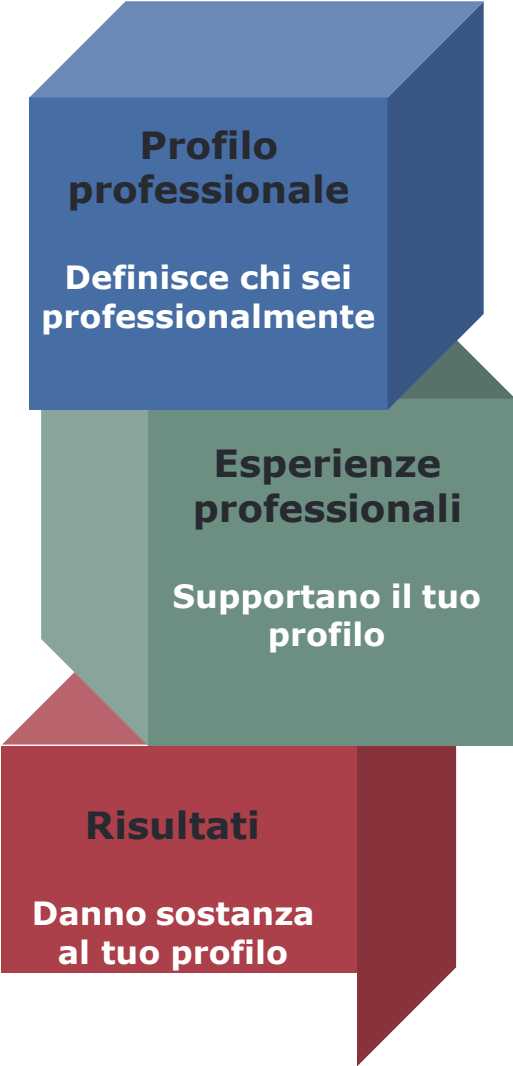 Profilo
professionale
Definisce chi sei
professionalmente
Esperienze
professionali
Supportano il tuo
profilo
Risultati
Danno sostanza
al tuo profilo